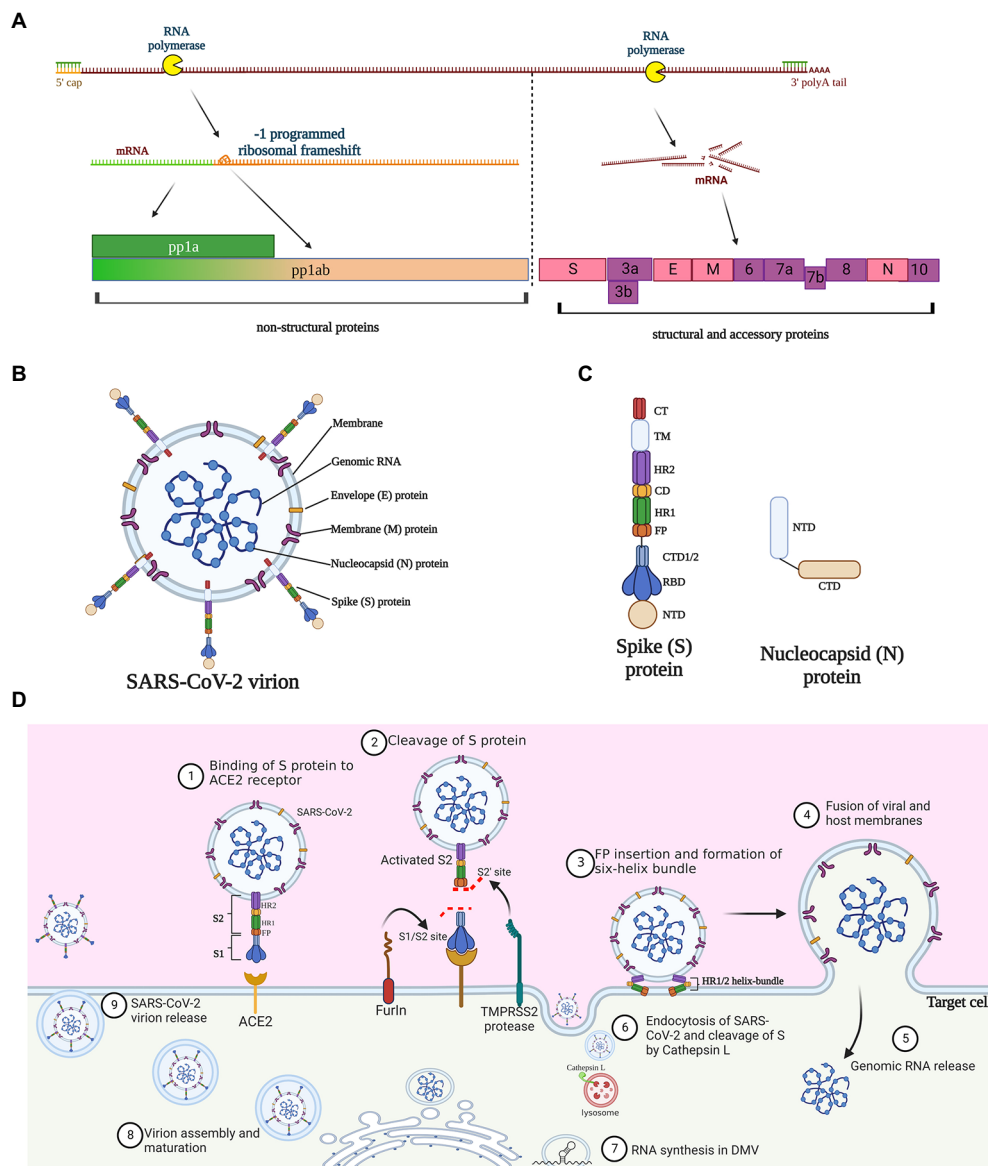 A
RNA
polymerase
RNA
polymerase
5' cap
3' polyA tail
AAAA
-1 programmed
ribosomal frameshift
mRNA
mRNA
pp1a
pp1ab
S
3a
3b
E
M
6
7a
7b
8
N
10
non-structural proteins
structural and accessory proteins
B
Membrane
Genomic RNA
Envelope (E) protein
Membrane (M) protein
Nucleocapsid (N) protein
Spike (S) protein
SARS-CoV-2 virion
C
CT
TM
HR2
CD
HR1
FP
CTD1/2
RBD
NTD
Spike (S)
protein
NTD
CTD
Nucleocapsid (N)
protein
D
1
Binding of S protein to
ACE2 receptor
SARS-CoV-2
S2
HR2
HR1
FP
S1
ACE2
2
Cleavage of S protein
Activated S2
S2' site
S1/S2 site
FurIn
TMPRSS2
protease
3
FP insertion and formation of
six-helix bundle
HR1/2 helix-bundle
4
Fusion of viral and
host membranes
Target cel
5
Genomic RNA release
6
Endocytosis of SARS-
CoV-2 and cleavage of S
by Cathepsin L
Cathepsin L
lysosome
7
RNA synthesis in DMV
8
Virion assembly and
maturation
9
SARS-CoV-2
virion release